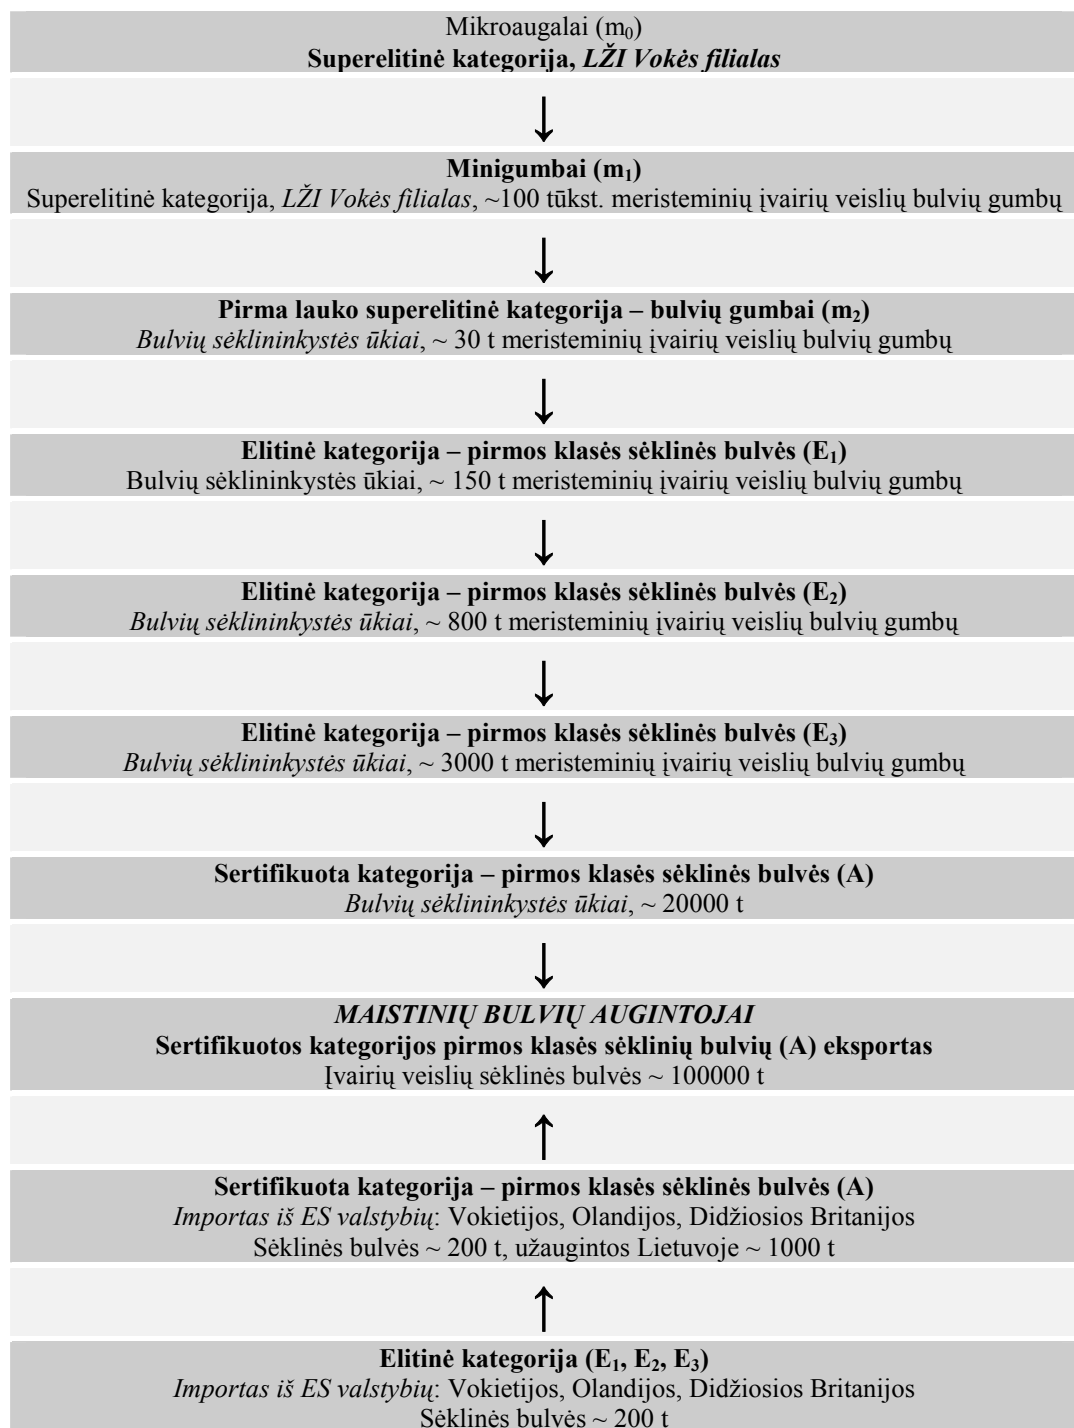 Mikroaugalai (m₀)
Superelitinė kategorija, LŽI Vokės filialas
↓
Minigumbai (m₁)
Superelitinė kategorija, LŽI Vokės filialas, ~100 tūkst. meristeminių įvairių veislių bulvių gumbų
↓
Pirma lauko superelitinė kategorija – bulvių gumbai (m₂)
Bulvių sėklininkystės ūkiai, ~ 30 t meristeminių įvairių veislių bulvių gumbų
↓
Elitinė kategorija – pirmos klasės sėklinės bulvės (E₁)
Bulvių sėklininkystės ūkiai, ~ 150 t meristeminių įvairių veislių bulvių gumbų
↓
Elitinė kategorija – pirmos klasės sėklinės bulvės (E₂)
Bulvių sėklininkystės ūkiai, ~ 800 t meristeminių įvairių veislių bulvių gumbų
↓
Elitinė kategorija – pirmos klasės sėklinės bulvės (E₃)
Bulvių sėklininkystės ūkiai, ~ 3000 t meristeminių įvairių veislių bulvių gumbų
↓
Sertifikuota kategorija – pirmos klasės sėklinės bulvės (A)
Bulvių sėklininkystės ūkiai, ~ 20000 t
↓
MAISTINIŲ BULVIŲ AUGINTOJAI
Sertifikuotos kategorijos pirmos klasės sėklinių bulvių (A) eksportas
Įvairių veislių sėklinės bulvės ~ 100000 t
↑
Sertifikuota kategorija – pirmos klasės sėklinės bulvės (A)
Importas iš ES valstybių: Vokietijos, Olandijos, Didžiosios Britanijos
Sėklinės bulvės ~ 200 t, užaugintos Lietuvoje ~ 1000 t
↑
Elitinė kategorija (E₁, E₂, E₃)
Importas iš ES valstybių: Vokietijos, Olandijos, Didžiosios Britanijos
Sėklinės bulvės ~ 200 t